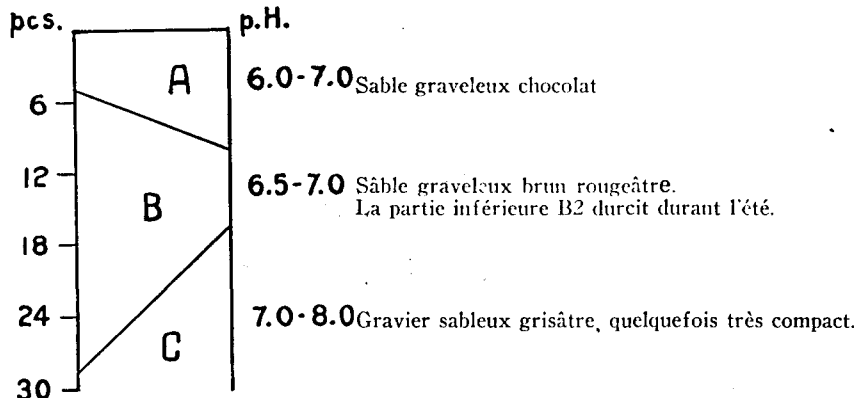 pcs. p.H.
A 6.0-7.0 Sable graveleux chocolat
6
12
B 6.5-7.0 Sâble graveleux brun rougeâtre.
La partie inférieure B2 durcit durant l'été.
18
24
C 7.0-8.0 Gravier sableux grisâtre, quelquefois très compact.
30